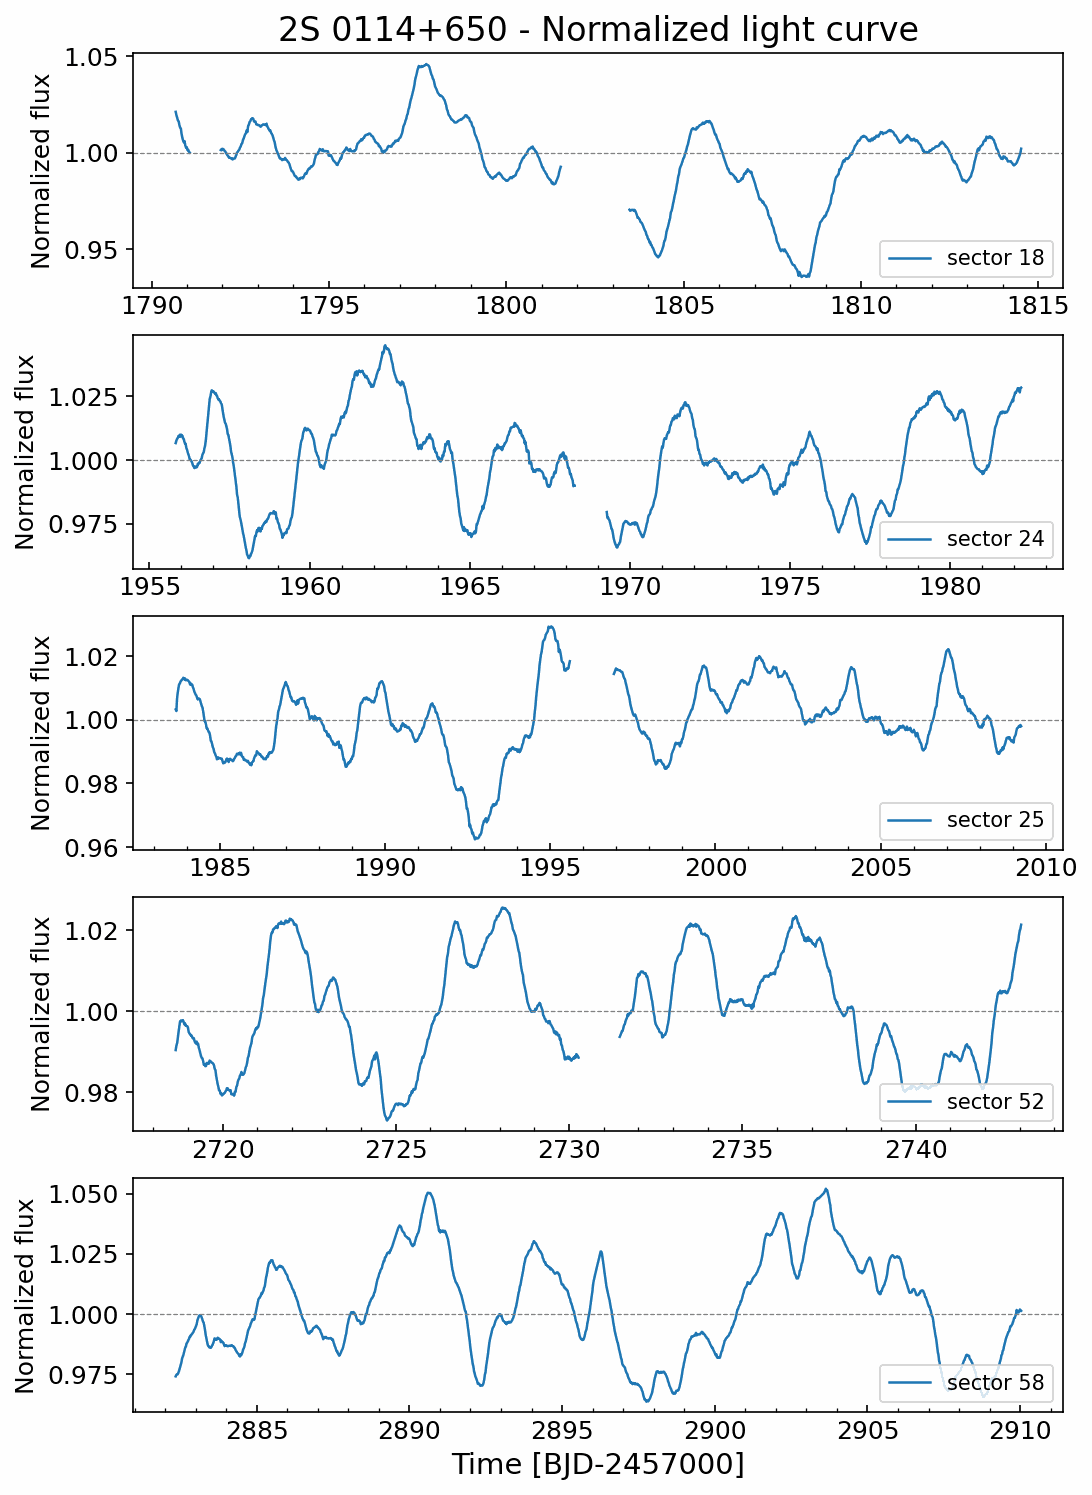 2S 0114+650 - Normalized light curve
1.05
1.00
0.95
Normalized flux
sector 18
1790 1795 1800 1805 1810 1815
1.025
1.000
0.975
Normalized flux
sector 24
1955 1960 1965 1970 1975 1980
1.02
1.00
0.98
0.96
Normalized flux
sector 25
1985 1990 1995 2000 2005 2010
1.02
1.00
0.98
Normalized flux
sector 52
2720 2725 2730 2735 2740
1.050
1.025
1.000
0.975
Normalized flux
sector 58
2885 2890 2895 2900 2905 2910
Time [BJD-2457000]